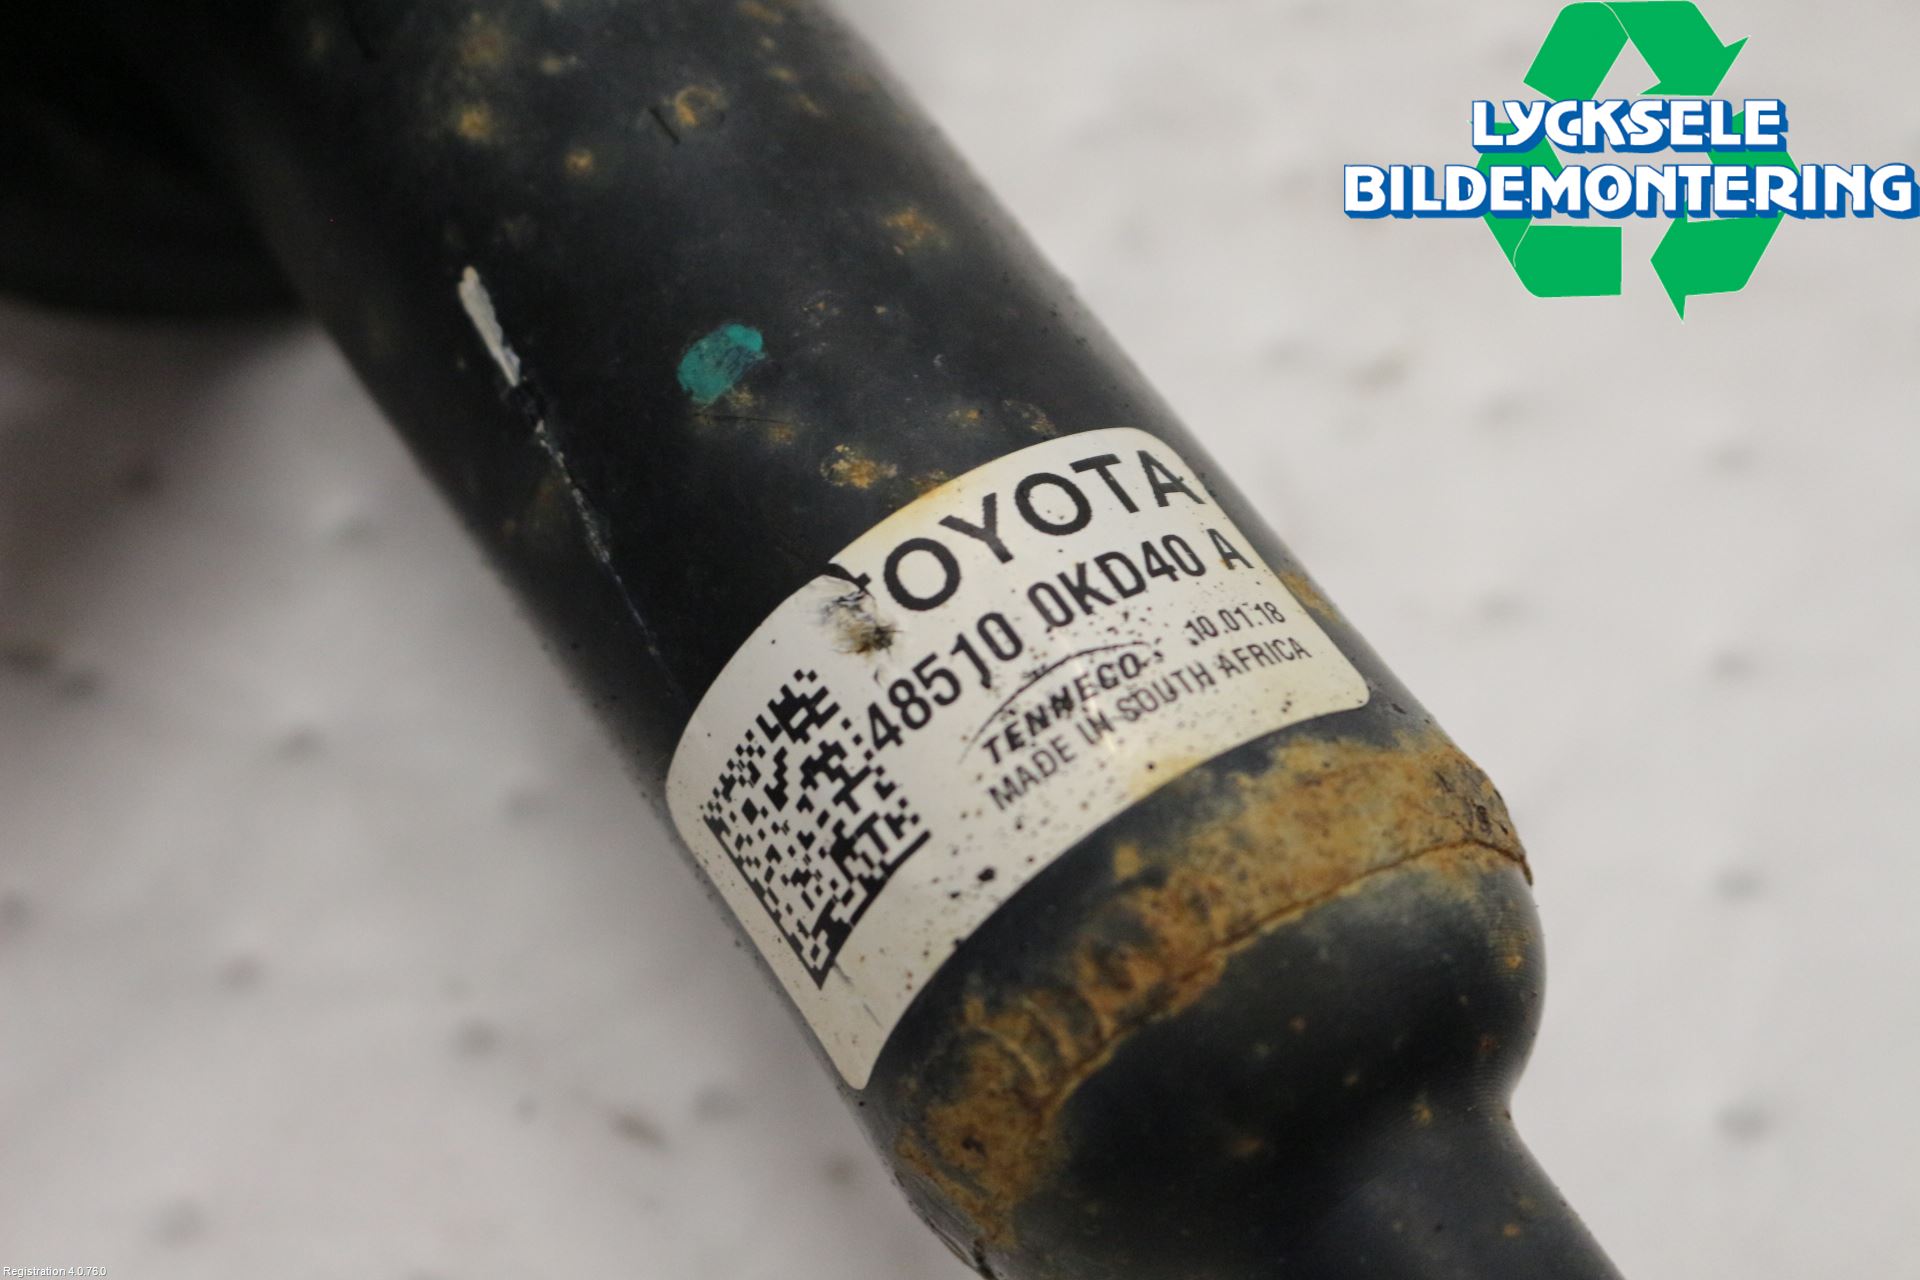 LYCKSELE
BILDEMONTERING
TOYOTA
48510 0KD40 A
10.01.18
TENNECO
MADE IN SOUTH AFRICA
Registration 4.0.76.0